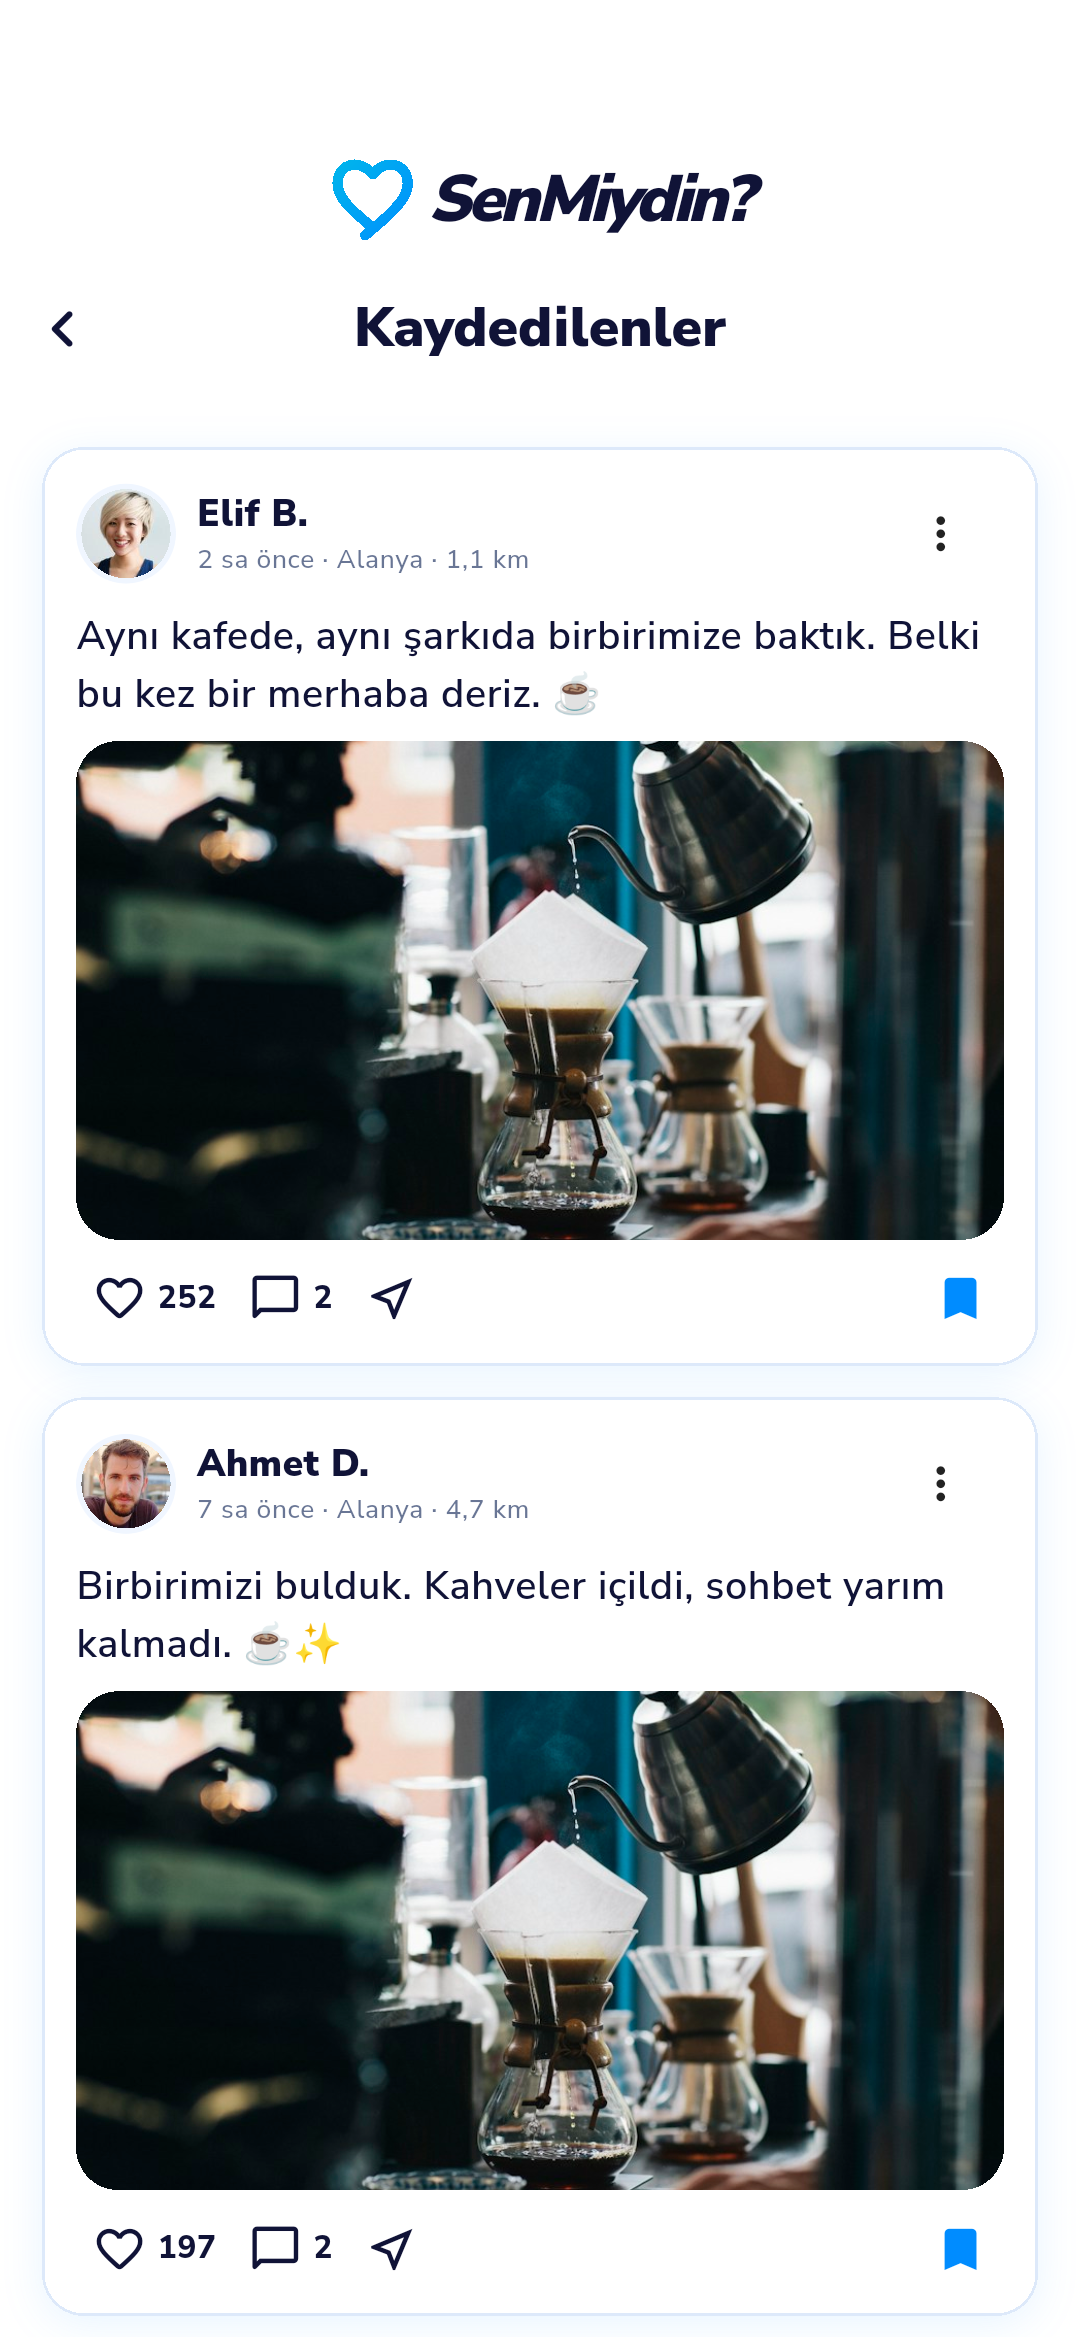 SenMiydin?
Kaydedilenler
Elif B.
2 sa önce · Alanya · 1,1 km
Aynı kafede, aynı şarkıda birbirimize baktık. Belki
bu kez bir merhaba deriz. ☕
252 2
Ahmet D.
7 sa önce · Alanya · 4,7 km
Birbirimizi bulduk. Kahveler içildi, sohbet yarım
kalmadı. ☕✨
197 2